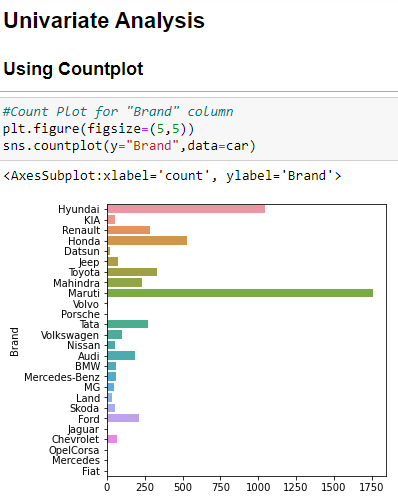 Univariate Analysis
Using Countplot
#Count Plot for "Brand" column
plt.figure(figsize=(5,5))
sns.countplot(y="Brand",data=car)
<AxesSubplot:xlabel='count', ylabel='Brand'>
Hyundai
KIA
Renault
Honda
Datsun
Jeep
Toyota
Mahindra
Maruti
Volvo
Porsche
Tata
Volkswagen
Nissan
Audi
BMW
Mercedes-Benz
MG
Land
Skoda
Ford
Jaguar
Chevrolet
OpelCorsa
Mercedes
Fiat
Brand
0 250 500 750 1000 1250 1500 1750